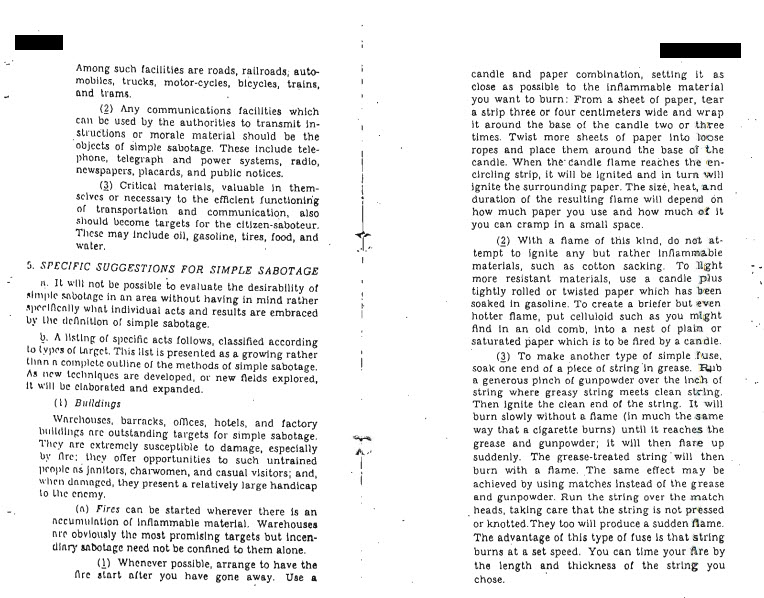 Among such facilities are roads, railroads, auto-
mobiles, trucks, motor-cycles, bicycles, trains,
and trams.
(2) Any communications facilities which
can be used by the authorities to transmit in-
structions or morale material should be the
objects of simple sabotage. These include tele-
phone, telegraph and power systems, radio,
newspapers, placards, and public notices.
(3) Critical materials, valuable in them-
selves or necessary to the efficient functioning
of transportation and communication, also
should become targets for the citizen-saboteur.
These may include oil, gasoline, tires, food, and
water.
5. SPECIFIC SUGGESTIONS FOR SIMPLE SABOTAGE
a. It will not be possible to evaluate the desirability of
simple sabotage in an area without having in mind rather
specifically what individual acts and results are embraced
by the definition of simple sabotage.
b. A listing of specific acts follows, classified according
to types of target. This list is presented as a growing rather
than a complete outline of the methods of simple sabotage.
As new techniques are developed, or new fields explored,
it will be elaborated and expanded.
(1) Buildings
Warehouses, barracks, offices, hotels, and factory
buildings are outstanding targets for simple sabotage.
They are extremely susceptible to damage, especially
by fire; they offer opportunities to such untrained
people as janitors, charwomen, and casual visitors; and,
when damaged, they present a relatively large handicap
to the enemy.
(a) Fires can be started wherever there is an
accumulation of inflammable material. Warehouses
are obviously the most promising targets but incen-
diary sabotage need not be confined to them alone.
(1) Whenever possible, arrange to have the
fire start after you have gone away. Use a
candle and paper combination, setting it as
close as possible to the inflammable material
you want to burn: From a sheet of paper, tear
a strip three or four centimeters wide and wrap
it around the base of the candle two or three
times. Twist more sheets of paper into loose
ropes and place them around the base of the
candle. When the candle flame reaches the en-
circling strip, it will be ignited and in turn will
ignite the surrounding paper. The size, heat, and
duration of the resulting flame will depend on
how much paper you use and how much of it
you can cramp in a small space.
(2) With a flame of this kind, do not at-
tempt to ignite any but rather inflammable
materials, such as cotton sacking. To light
more resistant materials, use a candle plus
tightly rolled or twisted paper which has been
soaked in gasoline. To create a briefer but even
hotter flame, put celluloid such as you might
find in an old comb, into a nest of plain or
saturated paper which is to be fired by a candle.
(3) To make another type of simple fuse,
soak one end of a piece of string in grease. Rub
a generous pinch of gunpowder over the inch of
string where greasy string meets clean string.
Then ignite the clean end of the string. It will
burn slowly without a flame (in much the same
way that a cigarette burns) until it reaches the
grease and gunpowder; it will then flare up
suddenly. The grease-treated string will then
burn with a flame. The same effect may be
achieved by using matches instead of the grease
and gunpowder. Run the string over the match
heads, taking care that the string is not pressed
or knotted. They too will produce a sudden flame.
The advantage of this type of fuse is that string
burns at a set speed. You can time your fire by
the length and thickness of the string you
chose.